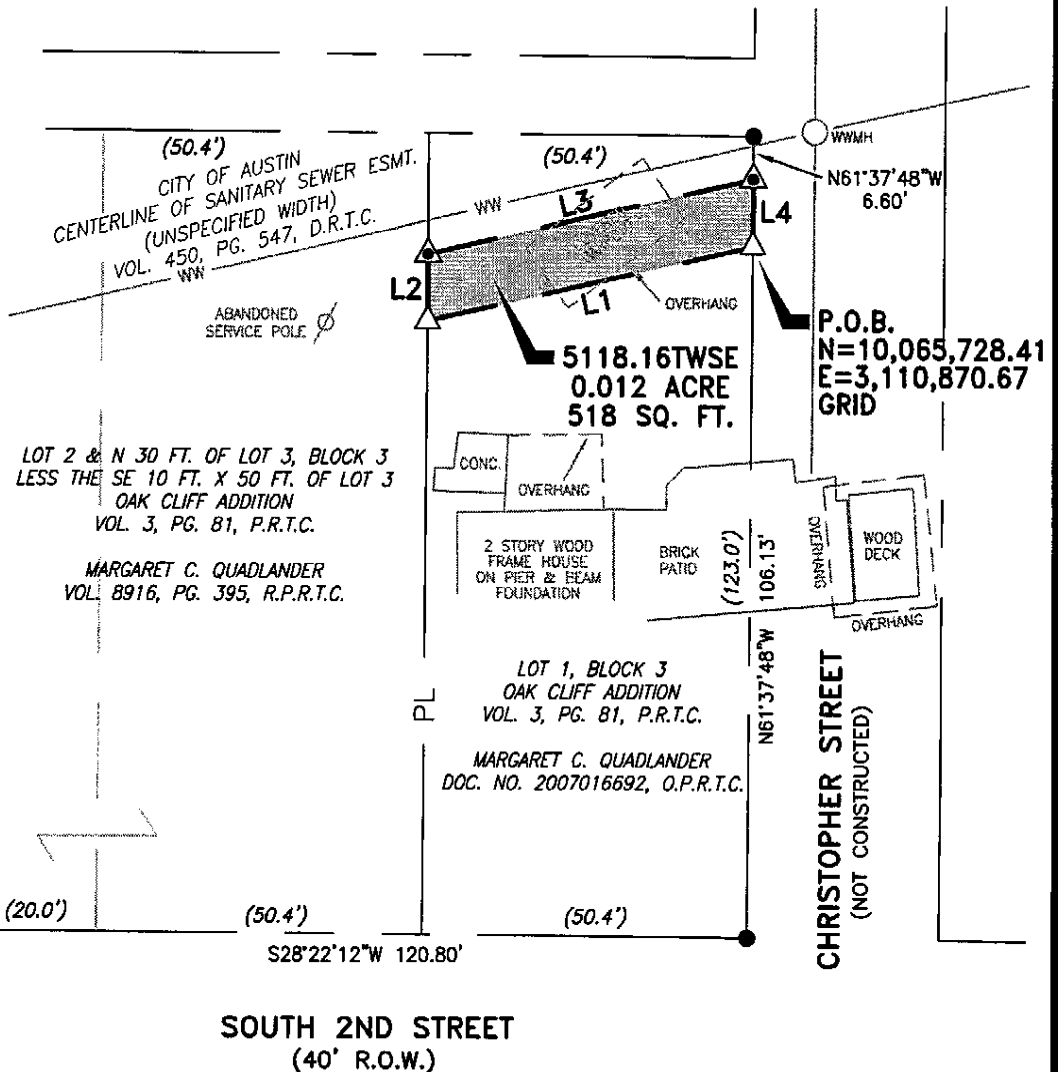 (50.4')
CITY OF AUSTIN
CENTERLINE OF SANITARY SEWER ESMT.
(UNSPECIFIED WIDTH)
VOL. 450, PG. 547, D.R.T.C.
WW
(50.4')
WWMH
N61°37'48"W
6.60'
WW
L3
L4
L2
L1
OVERHANG
ABANDONED
SERVICE POLE
P.O.B.
N=10,065,728.41
E=3,110,870.67
GRID
5118.16TWSE
0.012 ACRE
518 SQ. FT.
LOT 2 & N 30 FT. OF LOT 3, BLOCK 3
LESS THE SE 10 FT. X 50 FT. OF LOT 3
OAK CLIFF ADDITION
VOL. 3, PG. 81, P.R.T.C.
MARGARET C. QUADLANDER
VOL 8916, PG. 395, R.P.R.T.C.
CONC.
OVERHANG
2 STORY WOOD
FRAME HOUSE
ON PIER & BEAM
FOUNDATION
BRICK
PATIO
(123.0')
106.13'
N61°37'48"W
OVERHANG
WOOD
DECK
OVERHANG
PL
LOT 1, BLOCK 3
OAK CLIFF ADDITION
VOL. 3, PG. 81, P.R.T.C.
MARGARET C. QUADLANDER
DOC. NO. 2007016692, O.P.R.T.C.
CHRISTOPHER STREET
(NOT CONSTRUCTED)
(20.0')
(50.4')
(50.4')
S28°22'12"W 120.80'
SOUTH 2ND STREET
(40' R.O.W.)